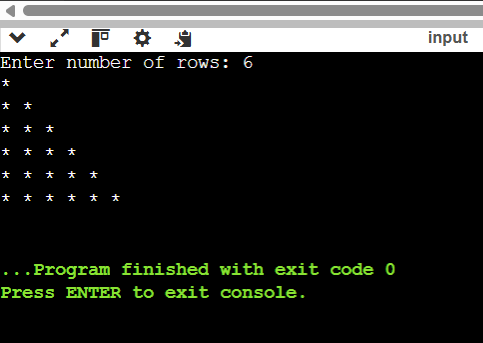 input
Enter number of rows: 6
*
* *
* * *
* * * *
* * * * *
* * * * * *
...Program finished with exit code 0
Press ENTER to exit console.